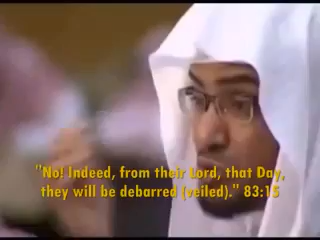 "No! Indeed, from their Lord, that Day,
they will be debarred (veiled)." 83:15